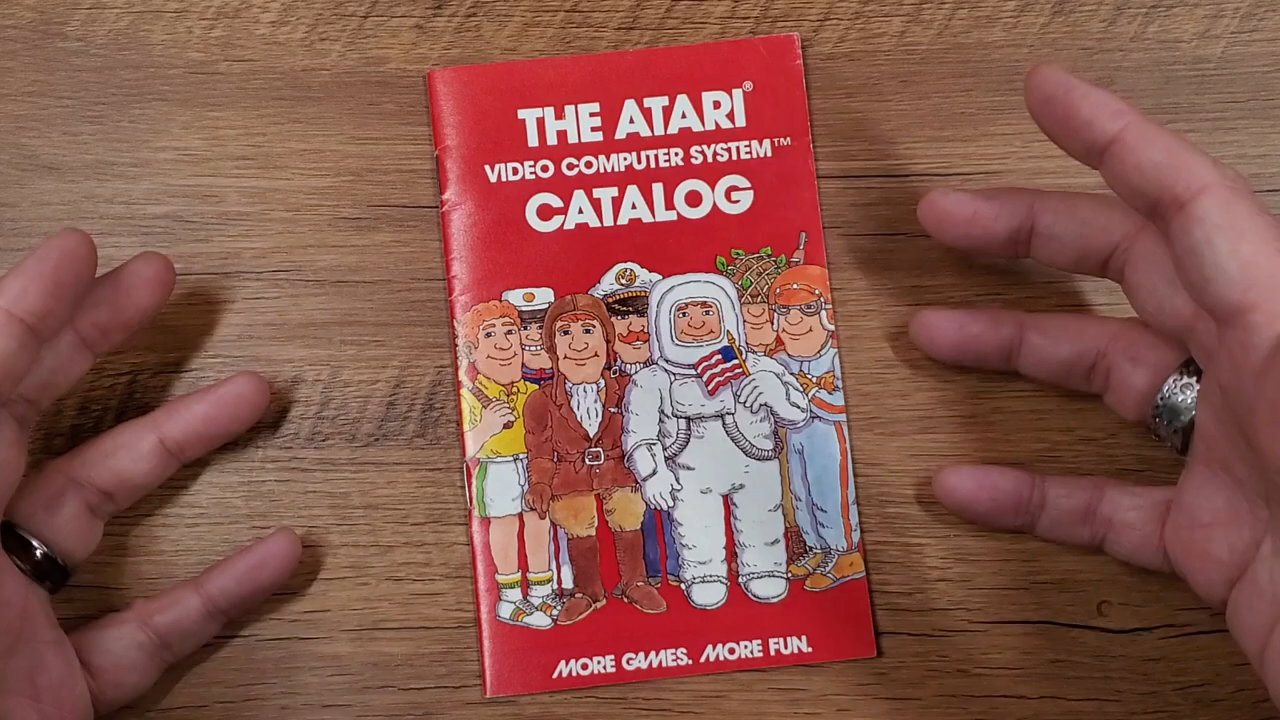 THE ATARI®
VIDEO COMPUTER SYSTEM™
CATALOG
MORE GAMES. MORE FUN.